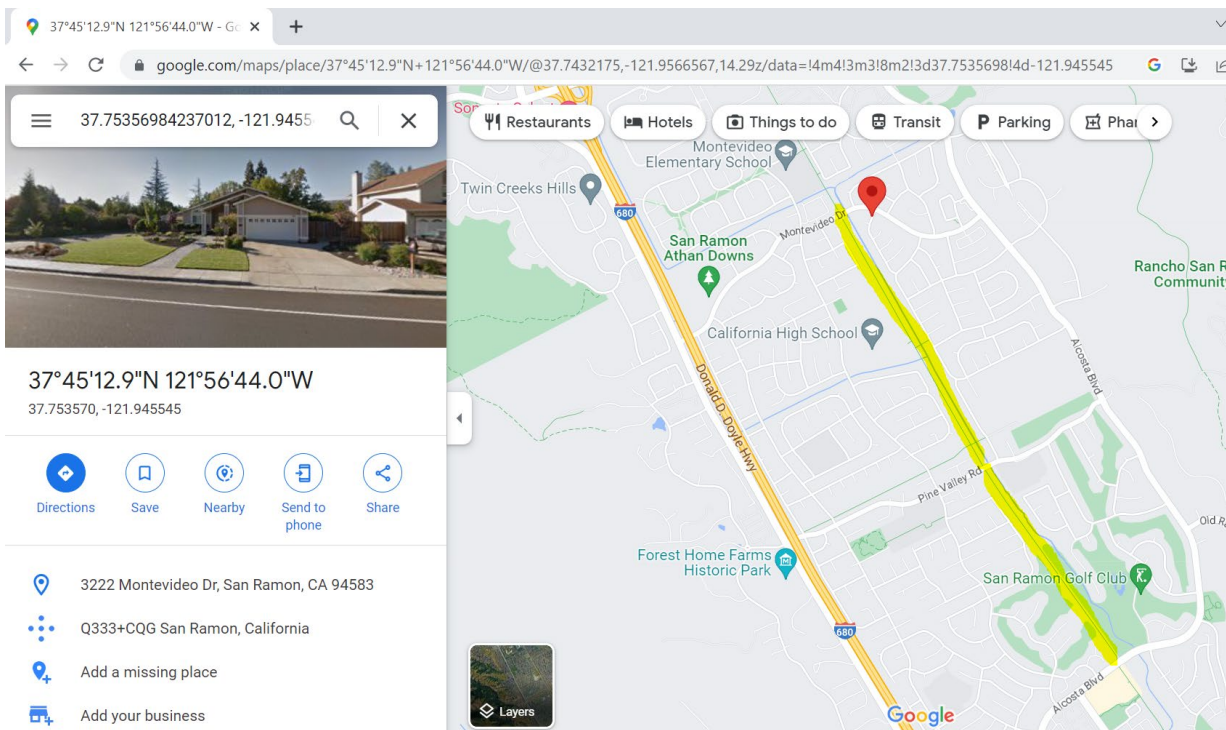 37°45'12.9"N 121°56'44.0"W - Go
google.com/maps/place/37°45'12.9"N+121°56'44.0"W/@37.7432175,-121.9566567,14.29z/data=!4m4!3m3!8m2!3d37.7535698!4d-121.945545
37.75356984237012, -121.9455
Restaurants
Hotels
Things to do
Transit
P Parking
Phar
Montevideo
Elementary School
Twin Creeks Hills
680
Montevideo Dr
San Ramon
Athan Downs
Rancho San R
Community
California High School
Alcosta Blvd
Donald D. Doyle Hwy
37°45'12.9"N 121°56'44.0"W
37.753570, -121.945545
Directions
Save
Nearby
Send to
phone
Share
Pine Valley Rd
Old R
Forest Home Farms
Historic Park
San Ramon Golf Club
3222 Montevideo Dr, San Ramon, CA 94583
Q333+CQG San Ramon, California
680
Add a missing place
Alcosta Blvd
Add your business
Layers
Google